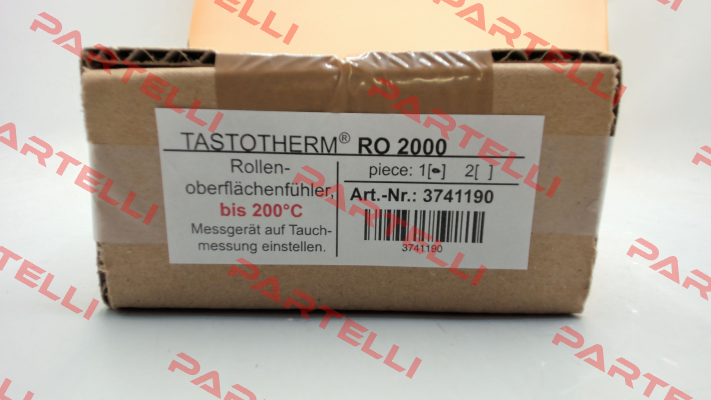 TASTOTHERM® RO 2000
Rollen-
oberflächenfühler,
bis 200°C
Messgerät auf Tauch-
messung einstellen.
piece: 1[•] 2[ ]
Art.-Nr.: 3741190
3741190
PARTELLI
PARTELLI
PARTELLI
PARTELLI
PARTELLI
PARTELLI
PARTELLI
PARTELLI
PARTELLI